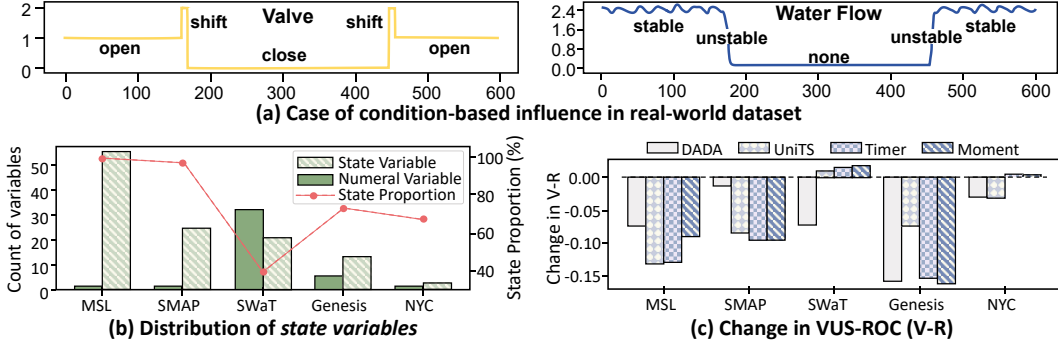 Valve
2
shift
shift
1
open
open
close
0
0 100 200 300 400 500 600
Water Flow
2.4
stable
stable
1.6
unstable
unstable
0.8
none
0.0
0 100 200 300 400 500 600
(a) Case of condition-based influence in real-world dataset
Count of variables
50
40
30
20
10
0
State Variable
Numeral Variable
State Proportion
State Proportion (%)
100
80
60
40
MSL SMAP SWaT Genesis NYC
(b) Distribution of state variables
DADA UniTS Timer Moment
Change in V-R
0.00
-0.05
-0.10
-0.15
MSL SMAP SWaT Genesis NYC
(c) Change in VUS-ROC (V-R)